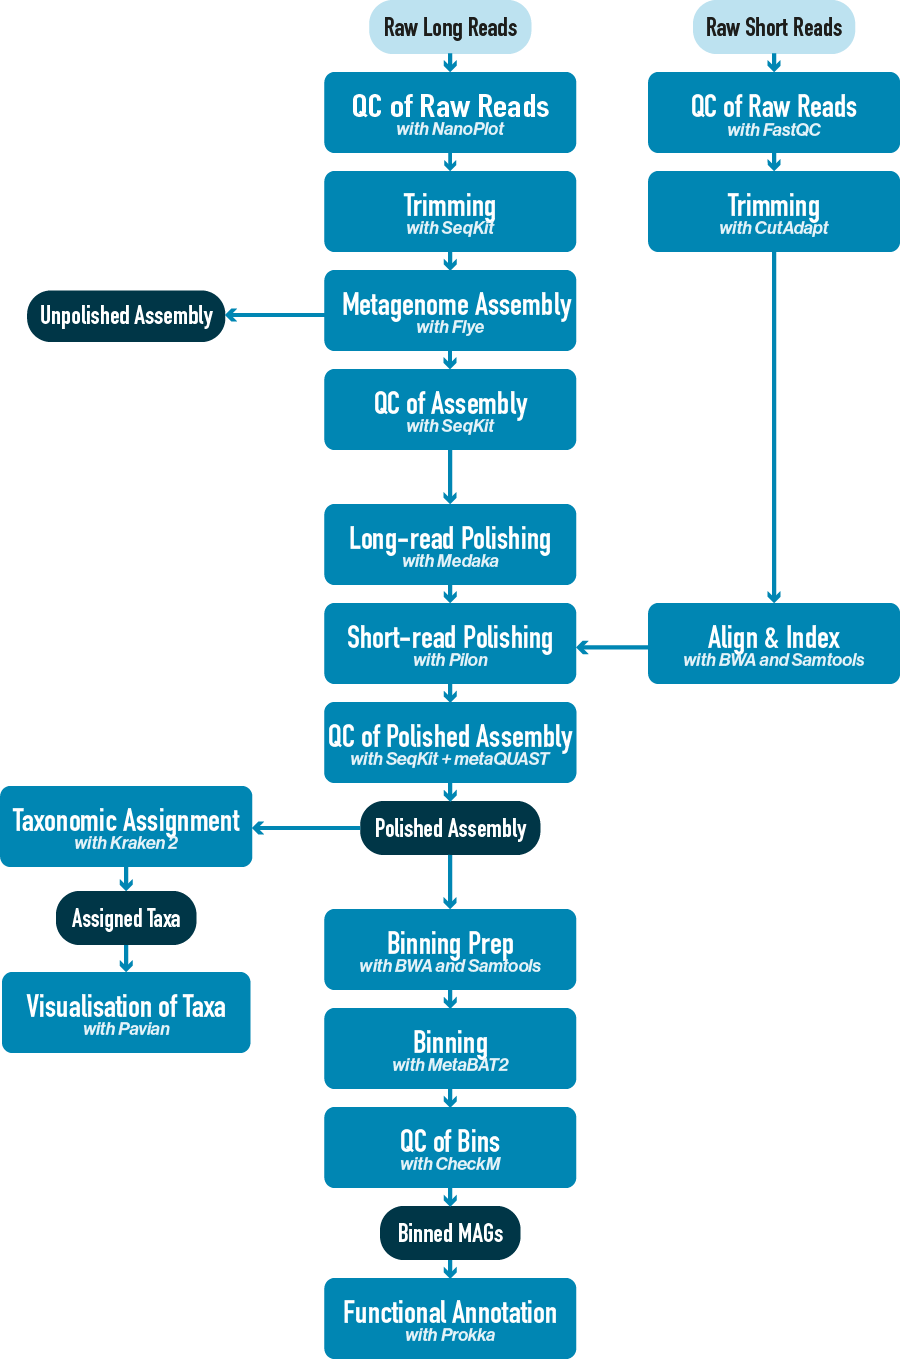 Raw Long Reads
Raw Short Reads
QC of Raw Reads
with NanoPlot
QC of Raw Reads
with FastQC
Trimming
with SeqKit
Trimming
with CutAdapt
Metagenome Assembly
with Flye
Unpolished Assembly
QC of Assembly
with SeqKit
Long-read Polishing
with Medaka
Short-read Polishing
with Pilon
Align & Index
with BWA and Samtools
QC of Polished Assembly
with SeqKit + metaQUAST
Polished Assembly
Taxonomic Assignment
with Kraken 2
Assigned Taxa
Visualisation of Taxa
with Pavian
Binning Prep
with BWA and Samtools
Binning
with MetaBAT2
QC of Bins
with CheckM
Binned MAGs
Functional Annotation
with Prokka